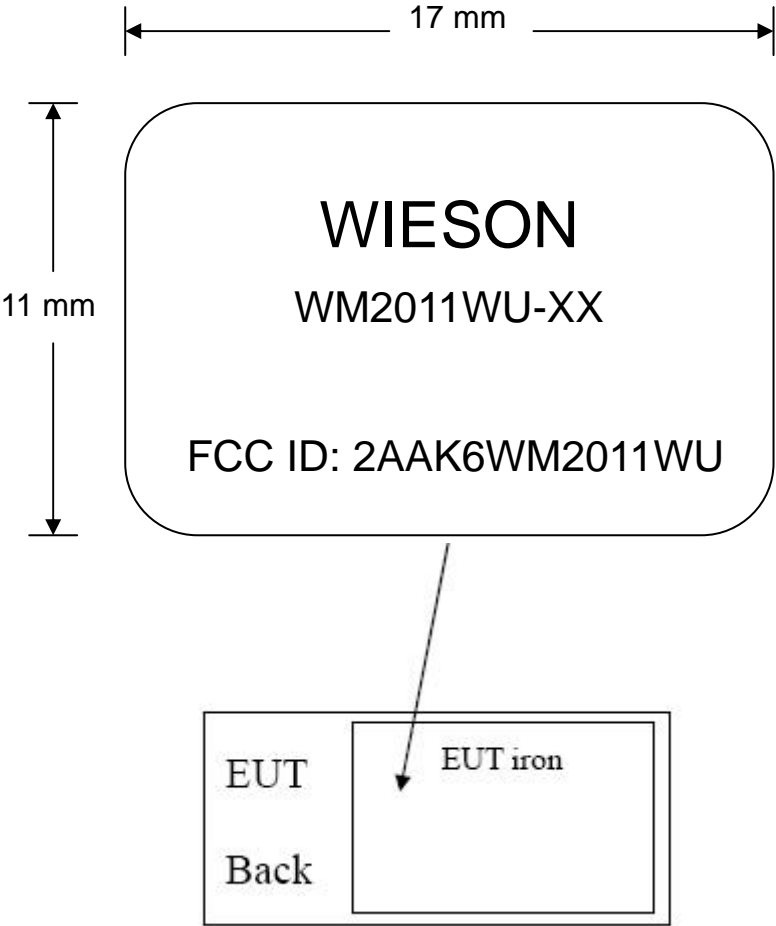 17 mm
WIESON
11 mm
WM2011WU-XX
FCC ID: 2AAK6WM2011WU
EUT iron
EUT
Back